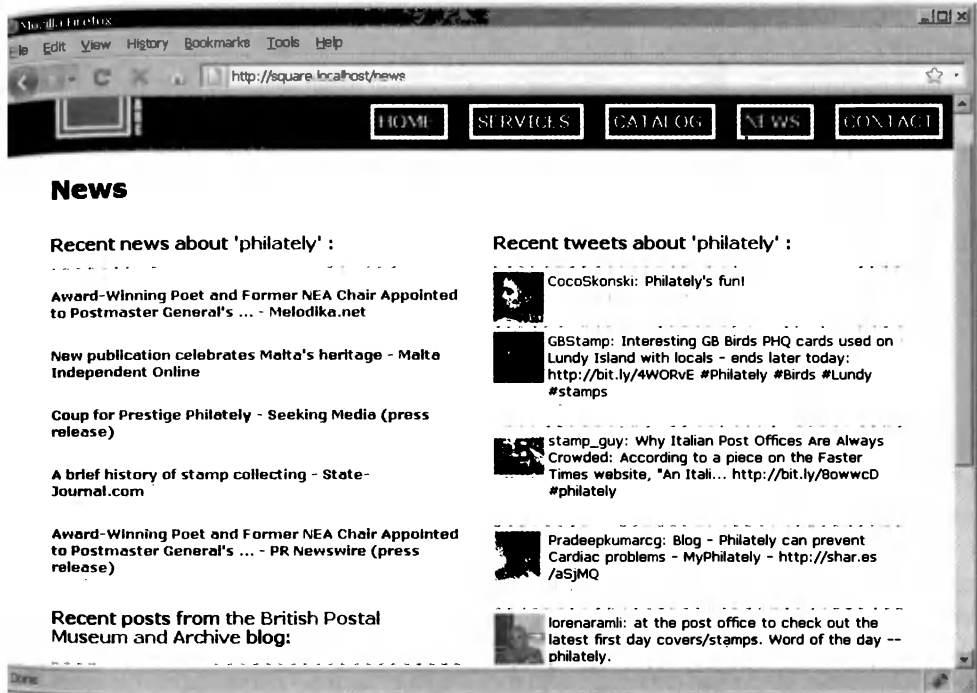 Mozilla Firefox
Edit View History Bookmarks Tools Help
http://square.localhost/news
HOME SERVICES CATALOG NEWS CONTACT
News
Recent news about 'philately' :
Award-Winning Poet and Former NEA Chair Appointed
to Postmaster General's ... - Melodika.net
New publication celebrates Malta's heritage - Malta
Independent Online
Coup for Prestige Philately - Seeking Media (press
release)
A brief history of stamp collecting - State-
Journal.com
Award-Winning Poet and Former NEA Chair Appointed
to Postmaster General's ... - PR Newswire (press
release)
Recent posts from the British Postal
Museum and Archive blog:
Recent tweets about 'philately' :
CocoSkonski: Philately's fun!
GBStamp: Interesting GB Birds PHQ cards used on
Lundy Island with locals - ends later today:
http://bit.ly/4WORvE #Philately #Birds #Lundy
#stamps
stamp_guy: Why Italian Post Offices Are Always
Crowded: According to a piece on the Faster
Times website, "An Itali... http://bit.ly/8owwcD
#philately
Pradeepkumarcg: Blog - Philately can prevent
Cardiac problems - MyPhilately - http://shar.es
/aSjMQ
lorenaramli: at the post office to check out the
latest first day covers/stamps. Word of the day --
philately.
Done